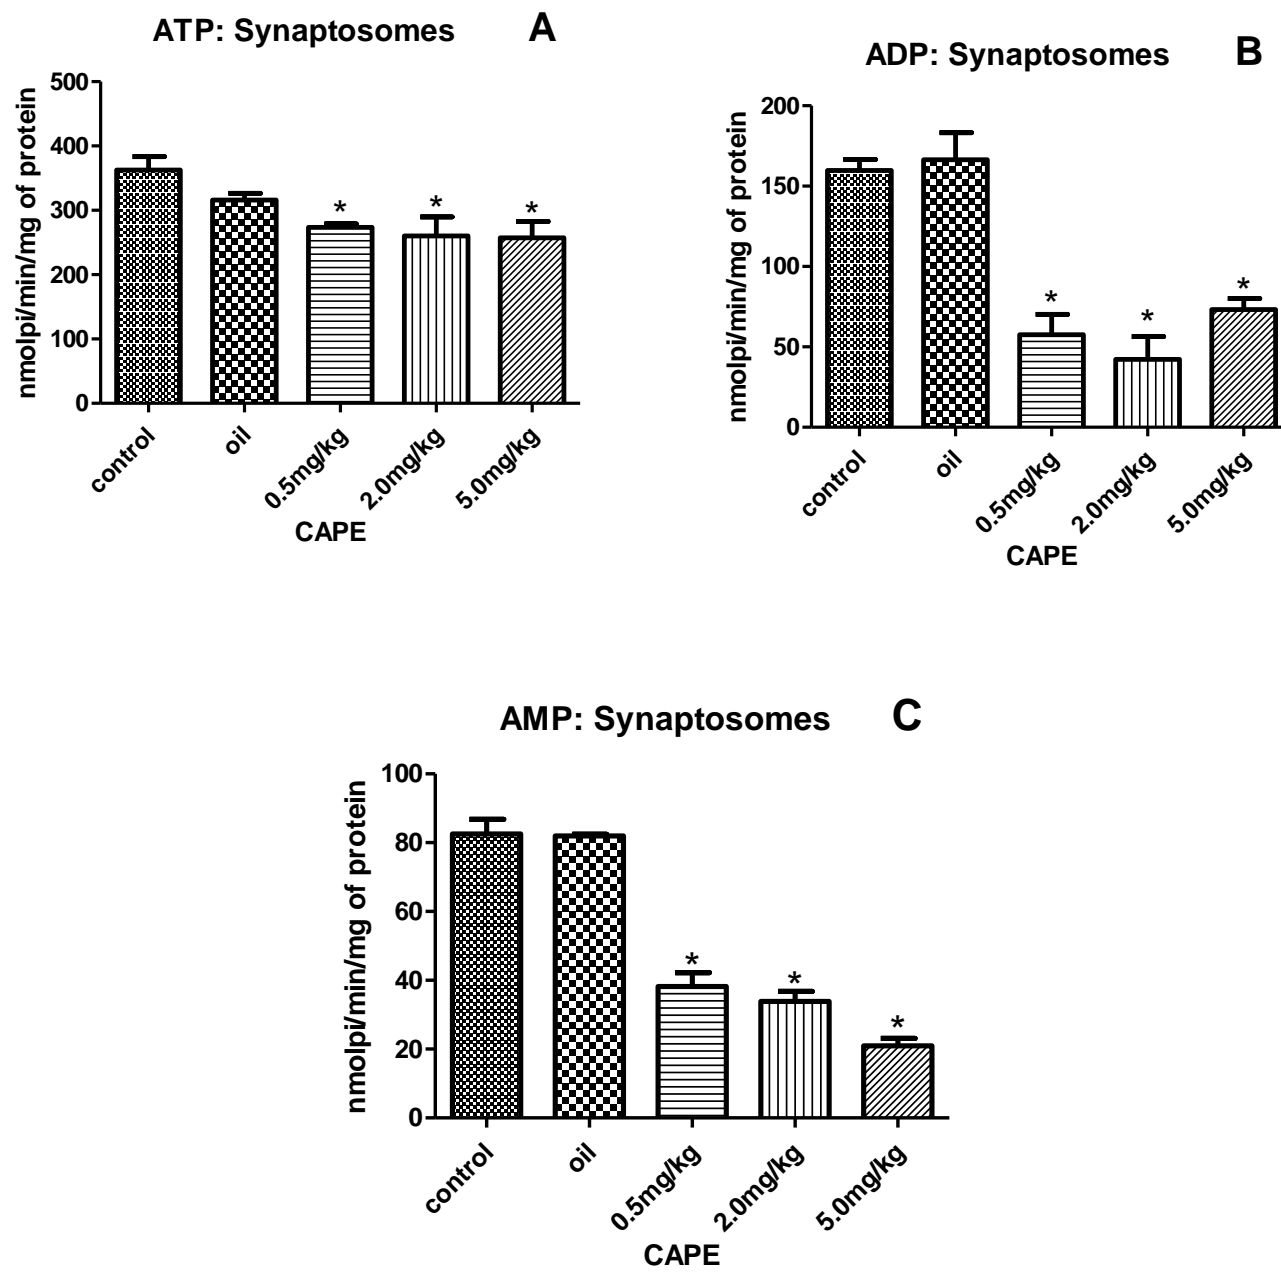 ATP: Synaptosomes A
nmolpi/min/mg of protein
500
400
300
200
100
0
* * *
control oil 0.5mg/kg 2.0mg/kg 5.0mg/kg
CAPE
ADP: Synaptosomes B
nmolpi/min/mg of protein
200
150
100
50
0
* * *
control oil 0.5mg/kg 2.0mg/kg 5.0mg/kg
CAPE
AMP: Synaptosomes C
nmolpi/min/mg of protein
100
80
60
40
20
0
* * *
control oil 0.5mg/kg 2.0mg/kg 5.0mg/kg
CAPE